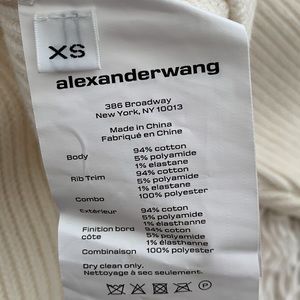 XS
alexanderwang
386 Broadway
New York, NY 10013
Made in China
Fabriqué en Chine
Body
94% cotton
5% polyamide
1% elastane
Rib Trim
94% cotton
5% polyamide
1% elastane
Combo
100% polyester
Extérieur
94% coton
5% polyamide
1% élasthanne
Finition bord
côte
94% coton
5% polyamide
1% élasthanne
Combinaison
100% polyester
Dry clean only.
Nettoyage à sec seulement.
P